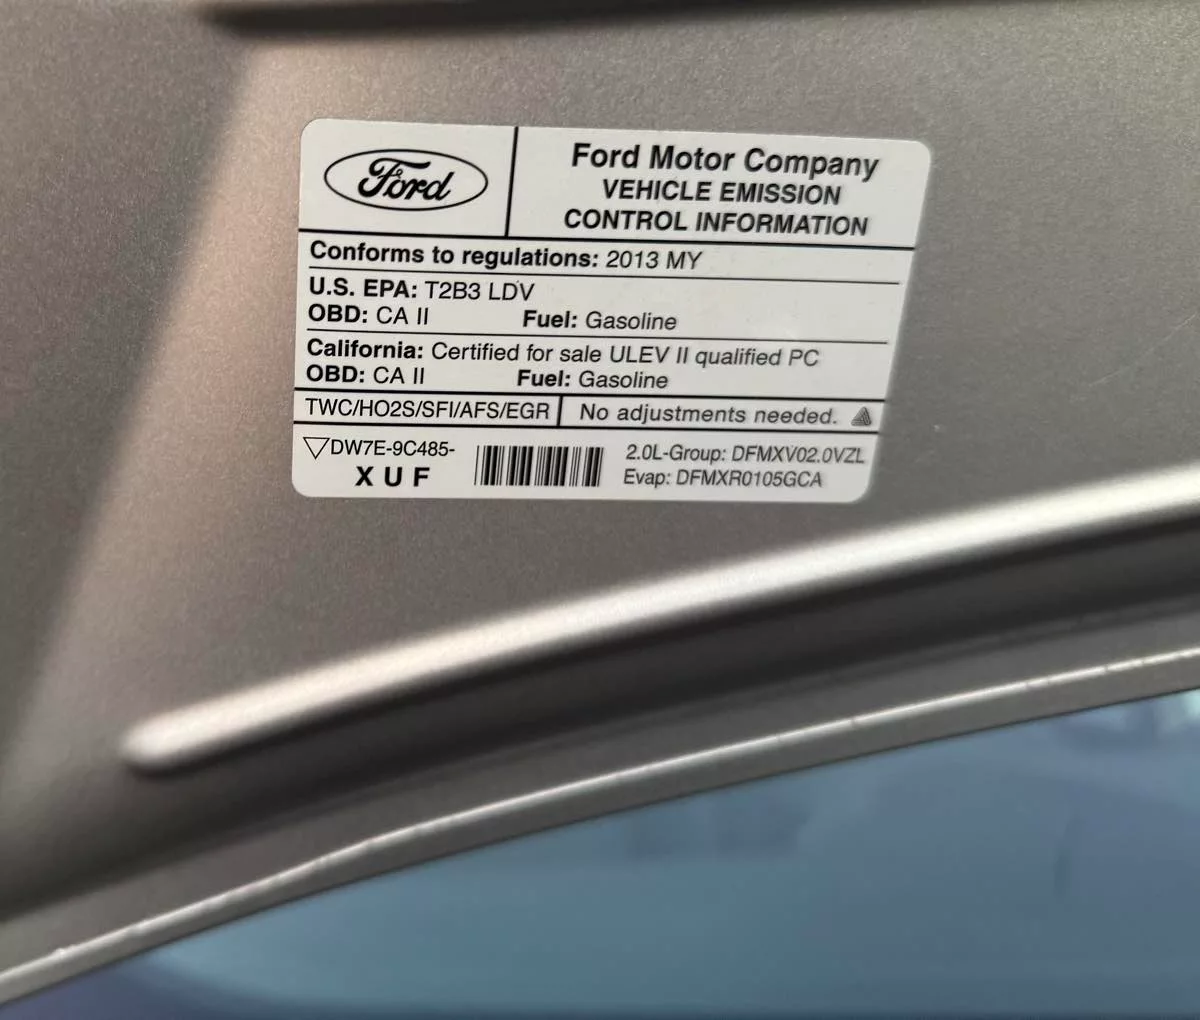 Ford
Ford Motor Company
VEHICLE EMISSION
CONTROL INFORMATION
Conforms to regulations: 2013 MY
U.S. EPA: T2B3 LDV
OBD: CA II Fuel: Gasoline
California: Certified for sale ULEV II qualified PC
OBD: CA II Fuel: Gasoline
TWC/HO2S/SFI/AFS/EGR No adjustments needed.
DW7E-9C485- 2.0L-Group: DFMXV02.0VZL
X U F Evap: DFMXR0105GCA